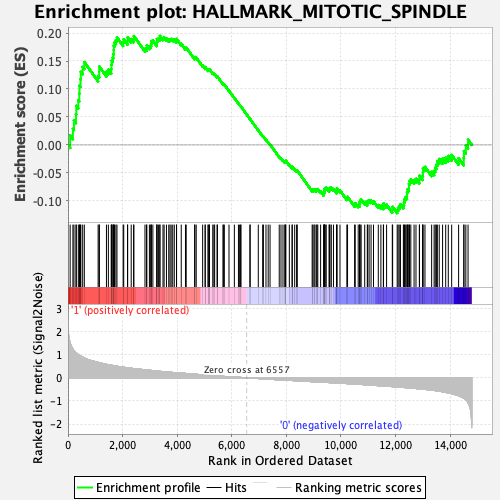 Enrichment plot: HALLMARK_MITOTIC_SPINDLE
Enrichment score (ES)
0.20
0.15
0.10
0.05
0.00
-0.05
-0.10
'1' (positively correlated)
Ranked list metric (Signal2Noise)
3
2
1
0
-1
-2
Zero cross at 6557
'0' (negatively correlated)
0
2,000
4,000
6,000
8,000
10,000
12,000
14,000
Rank in Ordered Dataset
Enrichment profile
Hits
Ranking metric scores